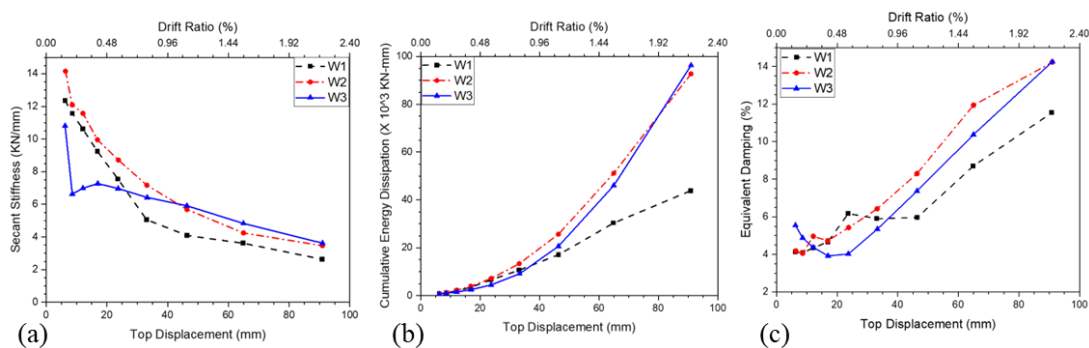 Drift Ratio (%)
0.00 0.48 0.96 1.44 1.92 2.40
W1
W2
W3
Secant Stiffness (KN/mm)
14
12
10
8
6
4
2
0
0 20 40 60 80 100
Top Displacement (mm)
(a)
Drift Ratio (%)
0.00 0.48 0.96 1.44 1.92 2.40
W1
W2
W3
Cumulative Energy Dissipation (X 10^3 KN-mm)
100
80
60
40
20
0
0 20 40 60 80 100
Top Displacement (mm)
(b)
Drift Ratio (%)
0.00 0.48 0.96 1.44 1.92 2.40
W1
W2
W3
Equivalent Damping (%)
14
12
10
8
6
4
2
0 20 40 60 80 100
Top Displacement (mm)
(c)